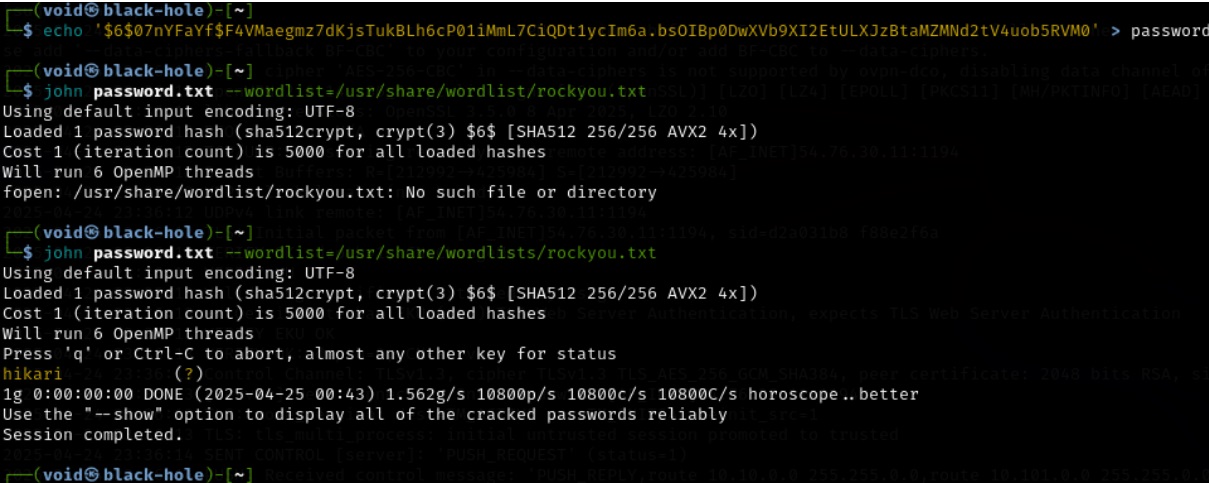 ┌──(void㉿black-hole)-[~]
└─$ echo '$6$07nYFaYf$F4VMaegmz7dKjsTukBLh6cP01iMmL7CiQDt1ycIm6a.bsOIBp0DwXVb9XI2EtULXJzBtaMZMNd2tV4uob5RVM0' > password
┌──(void㉿black-hole)-[~]
└─$ john password.txt --wordlist=/usr/share/wordlist/rockyou.txt
Using default input encoding: UTF-8
Loaded 1 password hash (sha512crypt, crypt(3) $6$ [SHA512 256/256 AVX2 4x])
Cost 1 (iteration count) is 5000 for all loaded hashes
Will run 6 OpenMP threads
fopen: /usr/share/wordlist/rockyou.txt: No such file or directory
┌──(void㉿black-hole)-[~]
└─$ john password.txt --wordlist=/usr/share/wordlists/rockyou.txt
Using default input encoding: UTF-8
Loaded 1 password hash (sha512crypt, crypt(3) $6$ [SHA512 256/256 AVX2 4x])
Cost 1 (iteration count) is 5000 for all loaded hashes
Will run 6 OpenMP threads
Press 'q' or Ctrl-C to abort, almost any other key for status
hikari (?)
1g 0:00:00:00 DONE (2025-04-25 00:43) 1.562g/s 10800p/s 10800c/s 10800C/s horoscope..better
Use the "--show" option to display all of the cracked passwords reliably
Session completed.
┌──(void㉿black-hole)-[~]